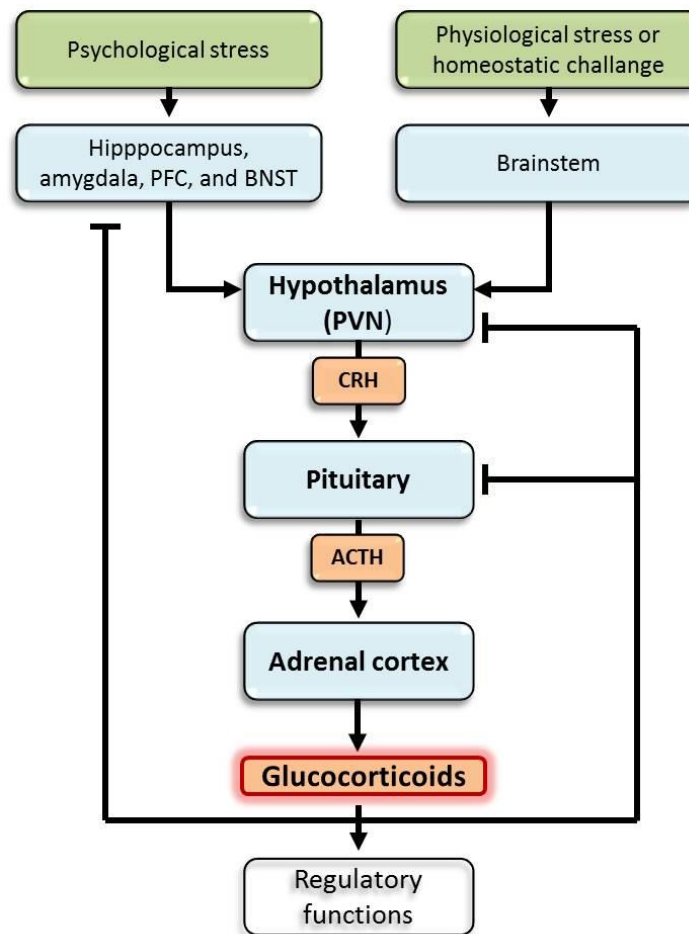 Psychological stress
Physiological stress or
homeostatic challange
Hipppocampus,
amygdala, PFC, and BNST
Brainstem
Hypothalamus
(PVN)
CRH
Pituitary
ACTH
Adrenal cortex
Glucocorticoids
Regulatory
functions